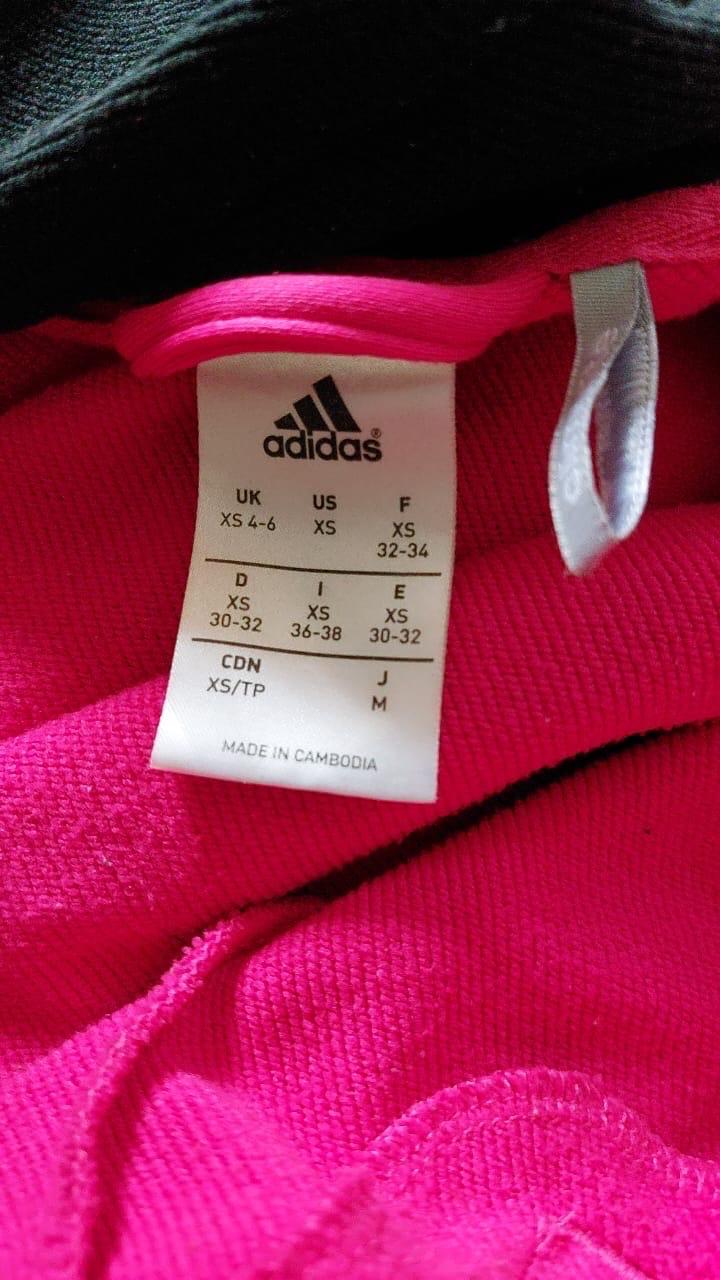 adidas®
UK US F
XS 4-6 XS XS
32-34
D I E
XS XS XS
30-32 36-38 30-32
CDN J
XS/TP M
MADE IN CAMBODIA